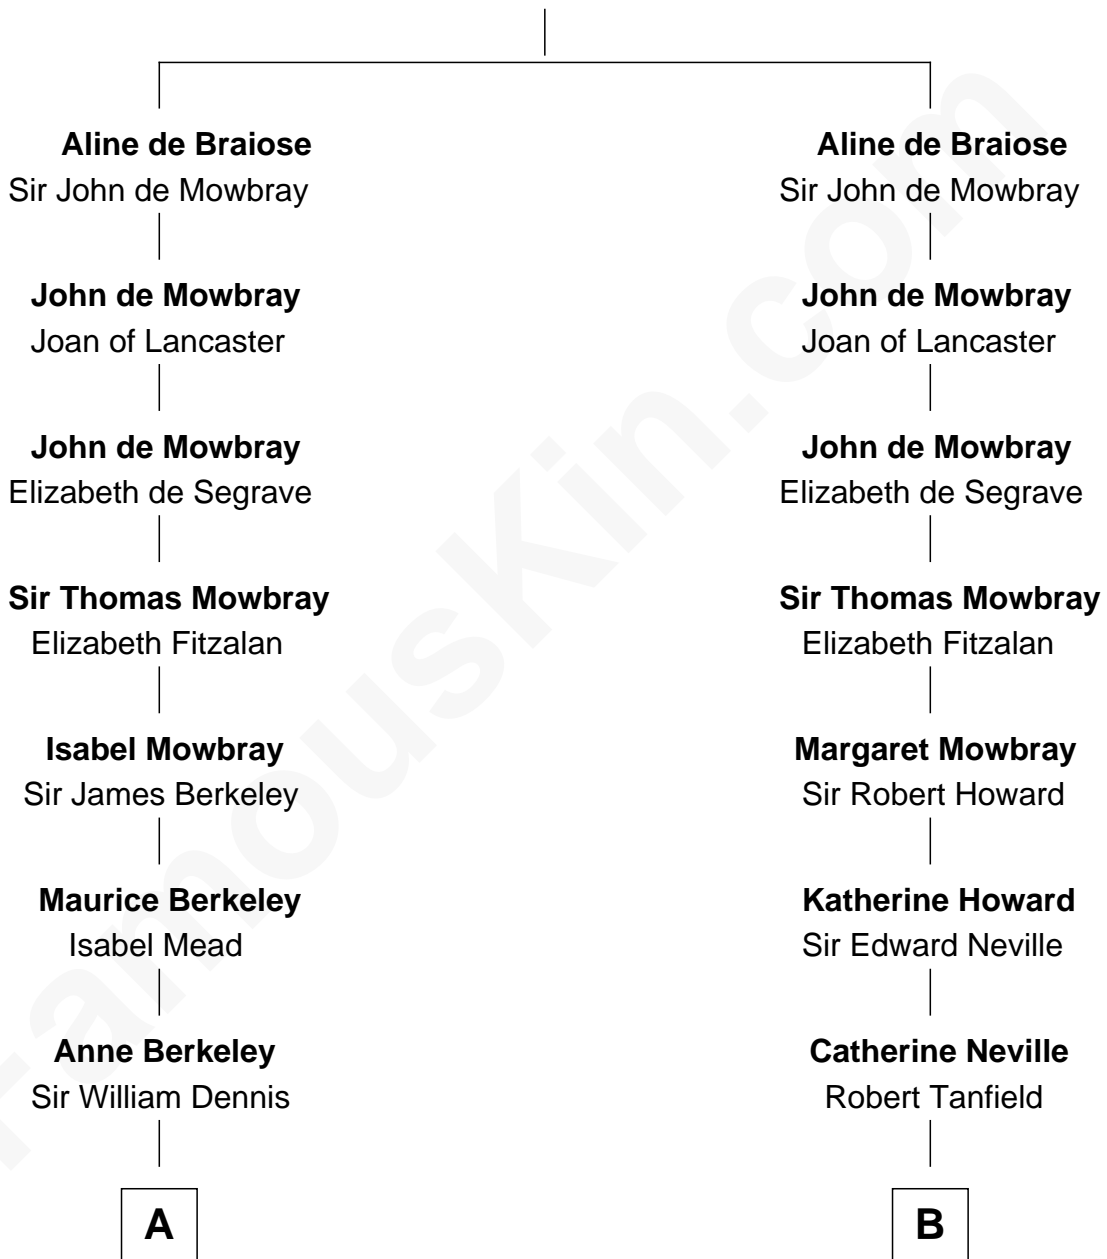 Aline de Braiose
Sir John de Mowbray
John de Mowbray
Joan of Lancaster
John de Mowbray
Elizabeth de Segrave
Sir Thomas Mowbray
Elizabeth Fitzalan
Isabel Mowbray
Sir James Berkeley
Maurice Berkeley
Isabel Mead
Anne Berkeley
Sir William Dennis
A
Aline de Braiose
Sir John de Mowbray
John de Mowbray
Joan of Lancaster
John de Mowbray
Elizabeth de Segrave
Sir Thomas Mowbray
Elizabeth Fitzalan
Margaret Mowbray
Sir Robert Howard
Katherine Howard
Sir Edward Neville
Catherine Neville
Robert Tanfield
B
FamousKin.com